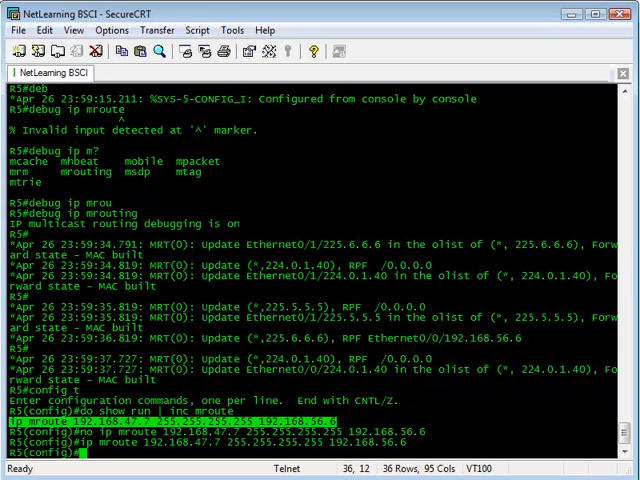 NetLearning BSCI - SecureCRT
File Edit View Options Transfer Script Tools Help
NetLearning BSCI
R5#deb
*Apr 26 23:59:15.211: %SYS-5-CONFIG_I: Configured from console by console
R5#debug ip mroute
^
% Invalid input detected at '^' marker.
R5#debug ip m?
mcache mhbeat mobile mpacket
mrm mrouting msdp mtag
mtrie
R5#debug ip mrou
R5#debug ip mrouting
IP multicast routing debugging is on
R5#
*Apr 26 23:59:34.791: MRT(0): Update Ethernet0/1/225.6.6.6 in the olist of (*, 225.6.6.6), Forw
ard state - MAC built
*Apr 26 23:59:34.819: MRT(0): Update (*,224.0.1.40), RPF /0.0.0.0
*Apr 26 23:59:34.819: MRT(0): Update Ethernet0/1/224.0.1.40 in the olist of (*, 224.0.1.40), Fo
rward state - MAC built
R5#
*Apr 26 23:59:35.819: MRT(0): Update (*,225.5.5.5), RPF /0.0.0.0
*Apr 26 23:59:35.819: MRT(0): Update Ethernet0/1/225.5.5.5 in the olist of (*, 225.5.5.5), Forw
ard state - MAC built
*Apr 26 23:59:36.819: MRT(0): Update (*,225.6.6.6), RPF Ethernet0/0/192.168.56.6
R5#
*Apr 26 23:59:37.727: MRT(0): Update (*,224.0.1.40), RPF /0.0.0.0
*Apr 26 23:59:37.727: MRT(0): Update Ethernet0/0/224.0.1.40 in the olist of (*, 224.0.1.40), Fo
rward state - MAC built
R5#config t
Enter configuration commands, one per line. End with CNTL/Z.
R5(config)#do show run | inc mroute
ip mroute 192.168.47.7 255.255.255.255 192.168.56.6
R5(config)#no ip mroute 192.168.47.7 255.255.255.255 192.168.56.6
R5(config)#ip mroute 192.168.47.7 255.255.255.255 192.168.56.6
R5(config)#
Ready Telnet 36, 12 36 Rows, 95 Cols VT100